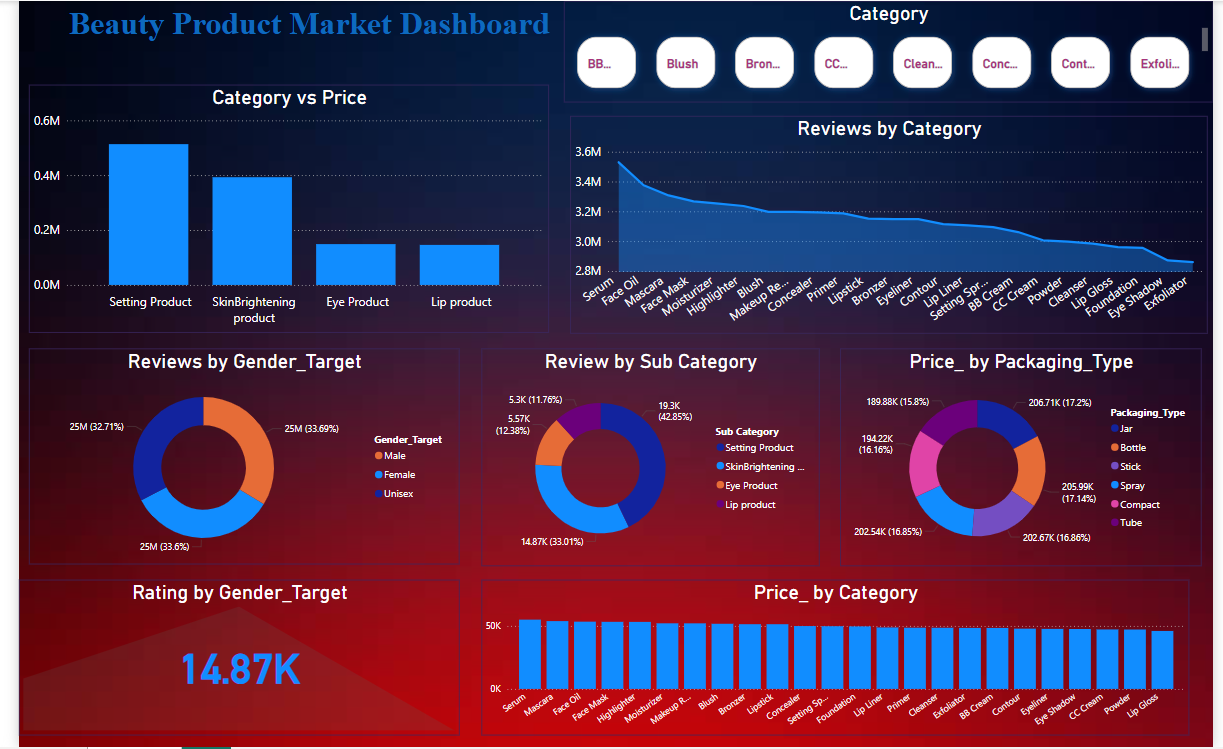 Beauty Product Market Dashboard
Category
BB...
Blush
Bron...
CC...
Clean...
Conc...
Cont...
Exfoli...
Category vs Price
0.6M
0.4M
0.2M
0.0M
Setting Product
SkinBrightening
product
Eye Product
Lip product
Reviews by Category
3.6M
3.4M
3.2M
3.0M
2.8M
Serum
Face Oil
Mascara
Face Mask
Moisturizer
Highlighter
Blush
Makeup Re...
Concealer
Primer
Lipstick
Bronzer
Eyeliner
Contour
Lip Liner
Setting Spr...
BB Cream
CC Cream
Powder
Cleanser
Lip Gloss
Foundation
Eye Shadow
Exfoliator
Reviews by Gender_Target
25M (32.71%)
25M (33.69%)
25M (33.6%)
Gender_Target
Male
Female
Unisex
Review by Sub Category
5.3K (11.76%)
5.57K
(12.38%)
19.3K
(42.85%)
14.87K (33.01%)
Sub Category
Setting Product
SkinBrightening ...
Eye Product
Lip product
Price_ by Packaging_Type
189.88K (15.8%)
206.71K (17.2%)
194.22K
(16.16%)
205.99K
(17.14%)
202.54K (16.85%)
202.67K (16.86%)
Packaging_Type
Jar
Bottle
Stick
Spray
Compact
Tube
Rating by Gender_Target
14.87K
Price_ by Category
50K
0K
Serum
Mascara
Face Oil
Face Mask
Highlighter
Moisturizer
Makeup R...
Blush
Bronzer
Lipstick
Concealer
Setting Sp...
Foundation
Lip Liner
Primer
Cleanser
Exfoliator
BB Cream
Contour
Eyeliner
Eye Shadow
CC Cream
Powder
Lip Gloss